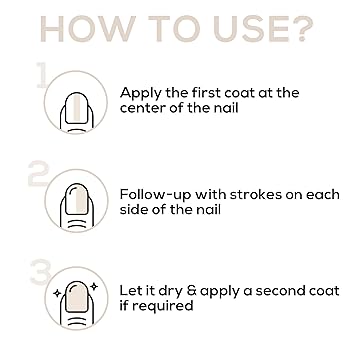 HOW TO USE?
1
Apply the first coat at the
center of the nail
2
Follow-up with strokes on each
side of the nail
3
Let it dry & apply a second coat
if required